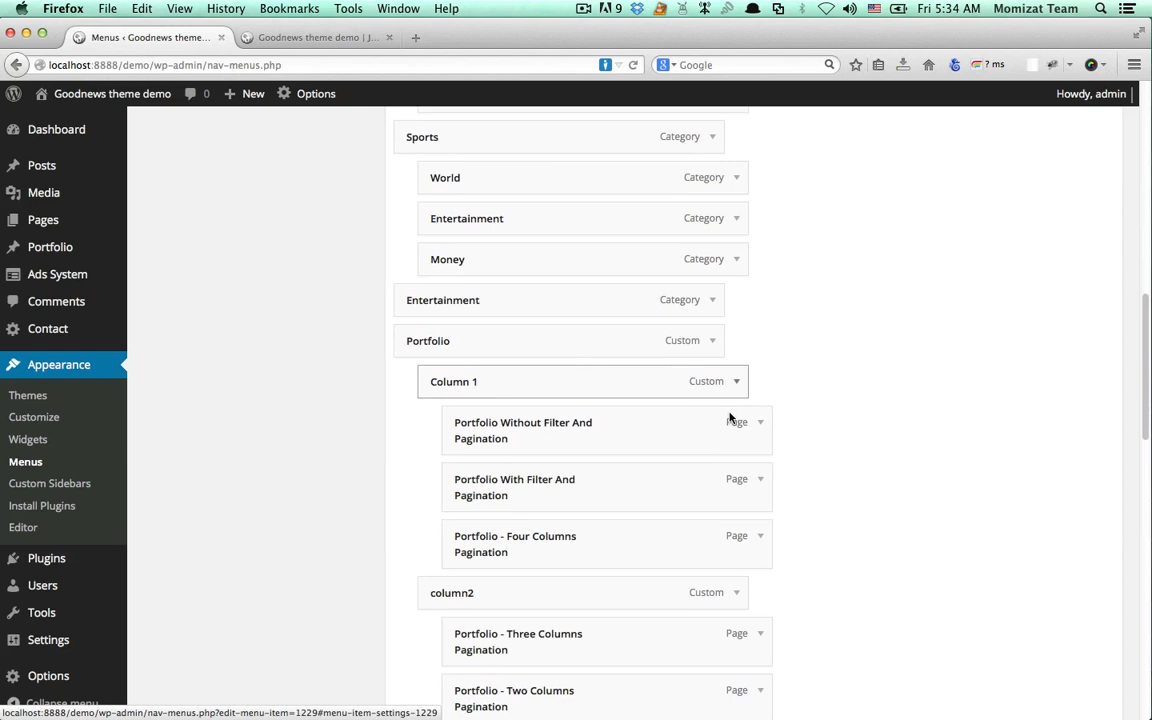 Firefox File Edit View History Bookmarks Tools Window Help 9 Fri 5:34 AM Momizat Team
Menus ‹ Goodnews theme... Goodnews theme demo | J...
localhost:8888/demo/wp-admin/nav-menus.php Google ? ms
Goodnews theme demo 0 New Options Howdy, admin
Dashboard
Posts
Media
Pages
Portfolio
Ads System
Comments
Contact
Appearance
Themes
Customize
Widgets
Menus
Custom Sidebars
Install Plugins
Editor
Plugins
Users
Tools
Settings
Options
Collapse menu
Sports Category
World Category
Entertainment Category
Money Category
Entertainment Category
Portfolio Custom
Column 1 Custom
Portfolio Without Filter And Page
Pagination
Portfolio With Filter And Page
Pagination
Portfolio - Four Columns Page
Pagination
column2 Custom
Portfolio - Three Columns Page
Pagination
Portfolio - Two Columns Page
Pagination
localhost:8888/demo/wp-admin/nav-menus.php?edit-menu-item=1229#menu-item-settings-1229